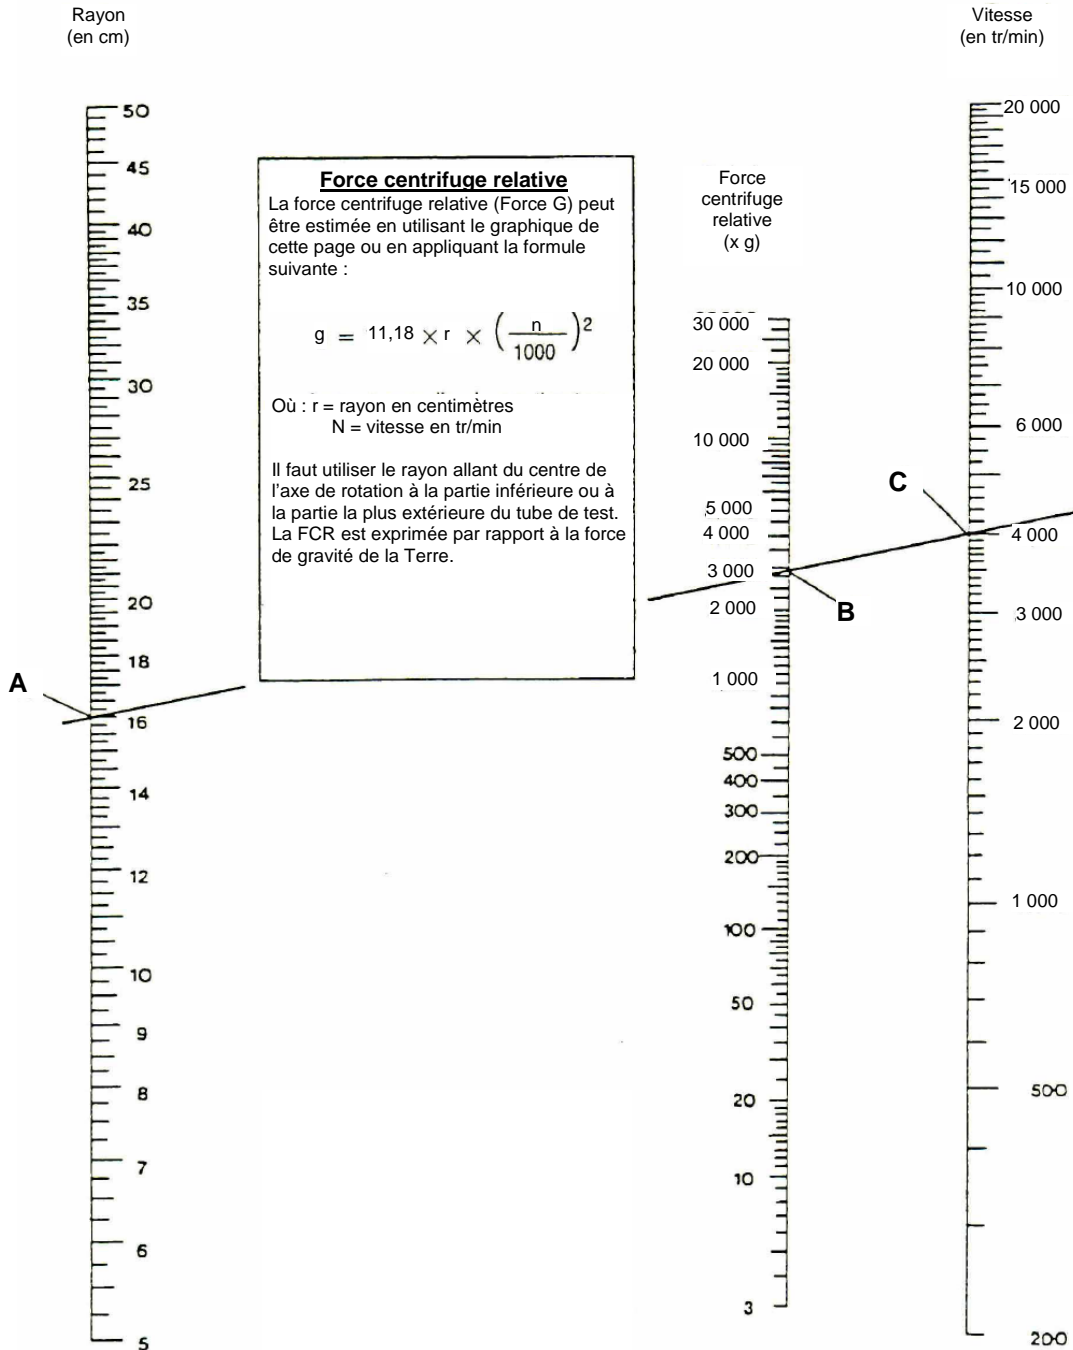 Rayon
(en cm)
50
45
40
35
30
25
20
18
16
14
12
10
9
8
7
6
5
A
Force centrifuge relative
La force centrifuge relative (Force G) peut
être estimée en utilisant le graphique de
cette page ou en appliquant la formule
suivante :
g = 11,18 × r × ( n / 1000 )²
Où : r = rayon en centimètres
N = vitesse en tr/min
Il faut utiliser le rayon allant du centre de
l'axe de rotation à la partie inférieure ou à
la partie la plus extérieure du tube de test.
La FCR est exprimée par rapport à la force
de gravité de la Terre.
Force
centrifuge
relative
(x g)
30 000
20 000
10 000
5 000
4 000
3 000
2 000
1 000
500
400
300
200
100
50
20
10
3
B
Vitesse
(en tr/min)
20 000
15 000
10 000
6 000
4 000
3 000
2 000
1 000
500
200
C